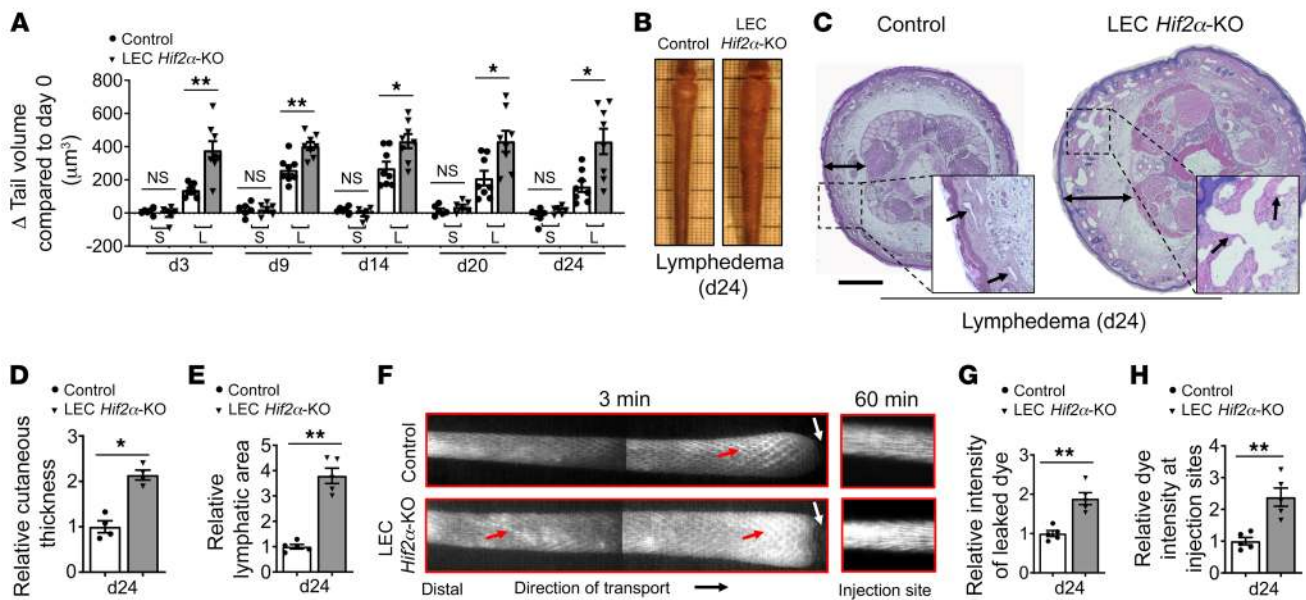 A
Control
LEC Hif2α-KO
Δ Tail volume
compared to day 0
(μm³)
800
600
400
200
0
-200
** ** * * *
NS NS NS NS NS
S L S L S L S L S L
d3 d9 d14 d20 d24
B
Control
LEC
Hif2α-KO
Lymphedema
(d24)
C
Control
LEC Hif2α-KO
Lymphedema (d24)
D
Control
LEC Hif2α-KO
Relative cutaneous
thickness
3
2
1
0
*
d24
E
Control
LEC Hif2α-KO
Relative
lymphatic area
5
4
3
2
1
0
**
d24
F
3 min
60 min
Control
LEC
Hif2α-KO
Distal
Direction of transport
Injection site
G
Control
LEC Hif2α-KO
Relative intensity
of leaked dye
3
2
1
0
**
d24
H
Control
LEC Hif2α-KO
Relative dye
intensity at
injection sites
4
3
2
1
0
**
d24